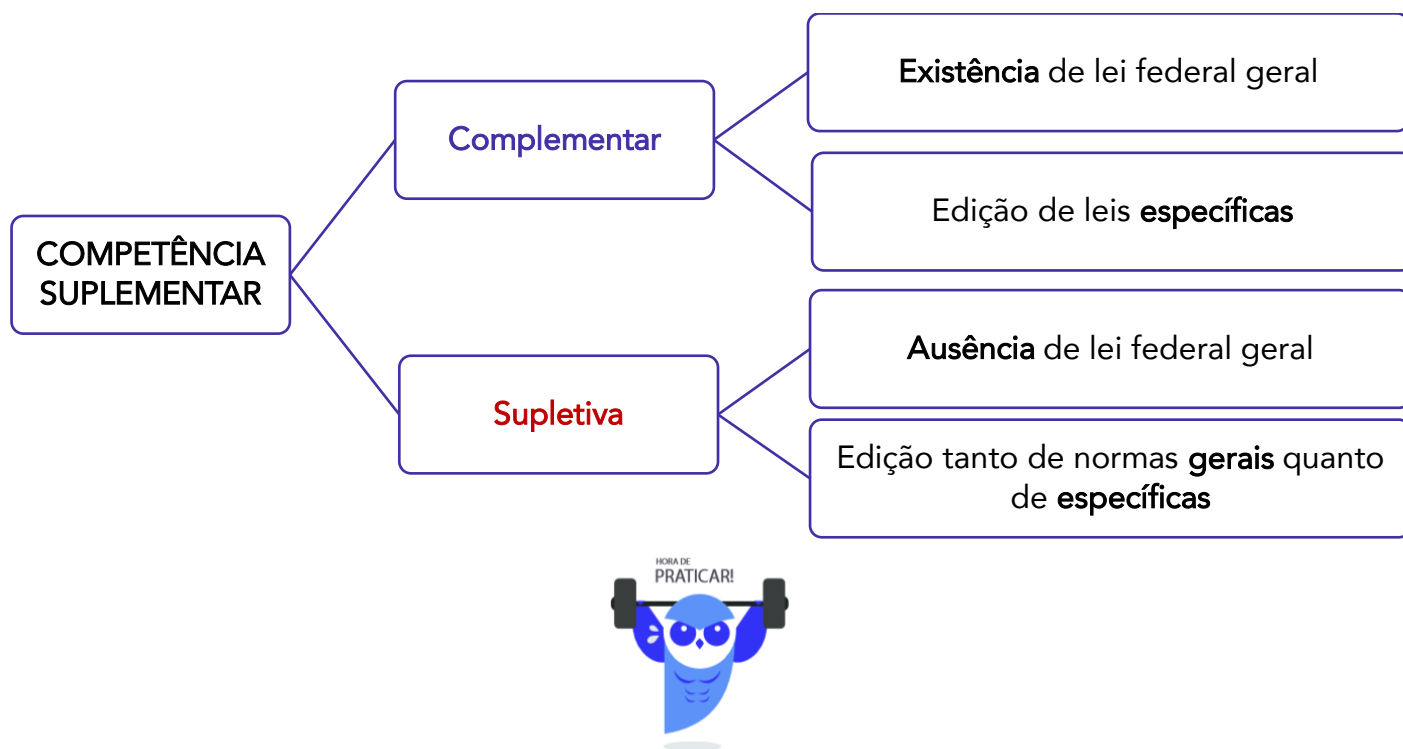 COMPETÊNCIA
SUPLEMENTAR
Complementar
Existência de lei federal geral
Edição de leis específicas
Supletiva
Ausência de lei federal geral
Edição tanto de normas gerais quanto
de específicas
HORA DE
PRATICAR!